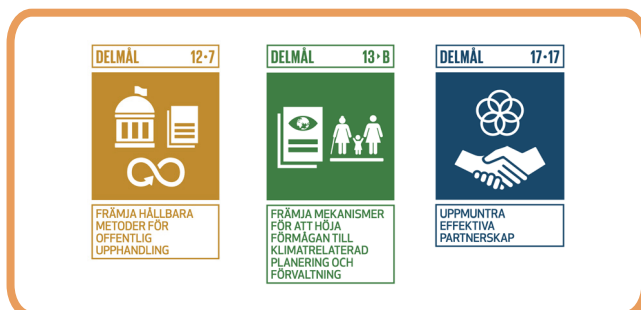 DELMÅL 12·7
FRÄMJA HÅLLBARA
METODER FÖR
OFFENTLIG
UPPHANDLING
DELMÅL 13·B
FRÄMJA MEKANISMER
FÖR ATT HÖJA
FÖRMÅGAN TILL
KLIMATRELATERAD
PLANERING OCH
FÖRVALTNING
DELMÅL 17·17
UPPMUNTRA
EFFEKTIVA
PARTNERSKAP